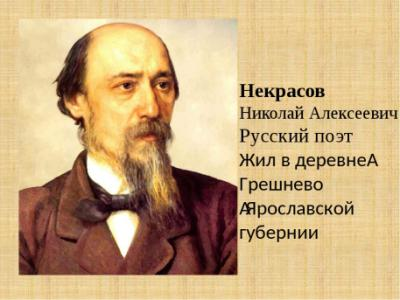 Некрасов
Николай Алексеевич
Русский поэт
Жил в деревнеА
Грешнево
АЯрославской
губернии